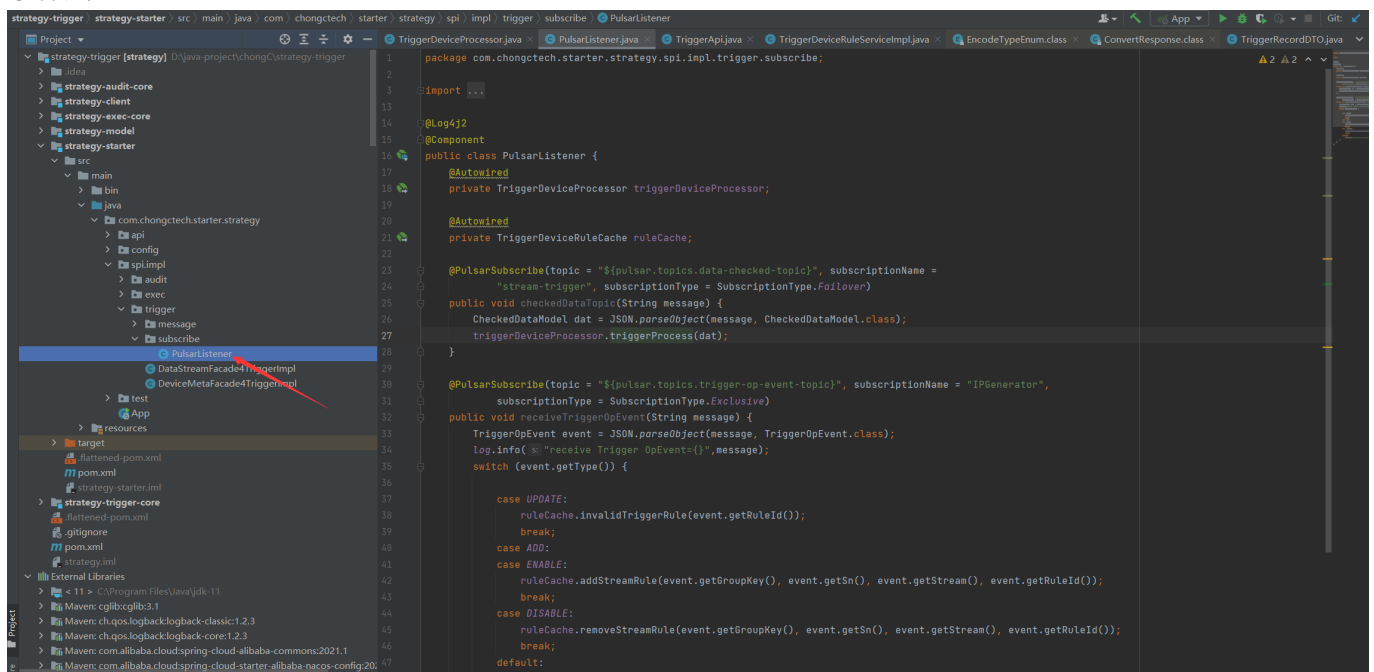 strategy-trigger 〉 strategy-starter 〉 src 〉 main 〉 java 〉 com 〉 chongctech 〉 starter 〉 strategy 〉 spi 〉 impl 〉 trigger 〉 subscribe 〉 PulsarListener
App
Git:
Project
TriggerDeviceProcessor.java
PulsarListener.java
TriggerApi.java
TriggerDeviceRuleServiceImpl.java
EncodeTypeEnum.class
ConvertResponse.class
TriggerRecordDTO.java
strategy-trigger [strategy] D:\java-project\chongC\strategy-trigger
.idea
strategy-audit-core
strategy-client
strategy-exec-core
strategy-model
strategy-starter
src
main
bin
java
com.chongctech.starter.strategy
api
config
spi.impl
audit
exec
trigger
message
subscribe
PulsarListener
DataStreamFacade4TriggerImpl
DeviceMetaFacade4TriggerImpl
test
App
resources
target
.flattened-pom.xml
pom.xml
strategy-starter.iml
strategy-trigger-core
.flattened-pom.xml
.gitignore
pom.xml
strategy.iml
External Libraries
< 11 > C:\Program Files\Java\jdk-11
Maven: cglib:cglib:3.1
Maven: ch.qos.logback:logback-classic:1.2.3
Maven: ch.qos.logback:logback-core:1.2.3
Maven: com.alibaba.cloud:spring-cloud-alibaba-commons:2021.1
Maven: com.alibaba.cloud:spring-cloud-starter-alibaba-nacos-config:202
Project
2 2
1 package com.chongctech.starter.strategy.spi.impl.trigger.subscribe;
2
3 import ...
13
14 @Log4j2
15 @Component
16 public class PulsarListener {
17 @Autowired
18 private TriggerDeviceProcessor triggerDeviceProcessor;
19
20 @Autowired
21 private TriggerDeviceRuleCache ruleCache;
22
23 @PulsarSubscribe(topic = "${pulsar.topics.data-checked-topic}", subscriptionName =
24 "stream-trigger", subscriptionType = SubscriptionType.Failover)
25 public void checkedDataTopic(String message) {
26 CheckedDataModel dat = JSON.parseObject(message, CheckedDataModel.class);
27 triggerDeviceProcessor.triggerProcess(dat);
28 }
29
30 @PulsarSubscribe(topic = "${pulsar.topics.trigger-op-event-topic}", subscriptionName = "IPGenerator",
31 subscriptionType = SubscriptionType.Exclusive)
32 public void receiveTriggerOpEvent(String message) {
33 TriggerOpEvent event = JSON.parseObject(message, TriggerOpEvent.class);
34 log.info( s: "receive Trigger OpEvent={}",message);
35 switch (event.getType()) {
36
37 case UPDATE:
38 ruleCache.invalidTriggerRule(event.getRuleId());
39 break;
40 case ADD:
41 case ENABLE:
42 ruleCache.addStreamRule(event.getGroupKey(), event.getSn(), event.getStream(), event.getRuleId());
43 break;
44 case DISABLE:
45 ruleCache.removeStreamRule(event.getGroupKey(), event.getSn(), event.getStream(), event.getRuleId());
46 break;
47 default: